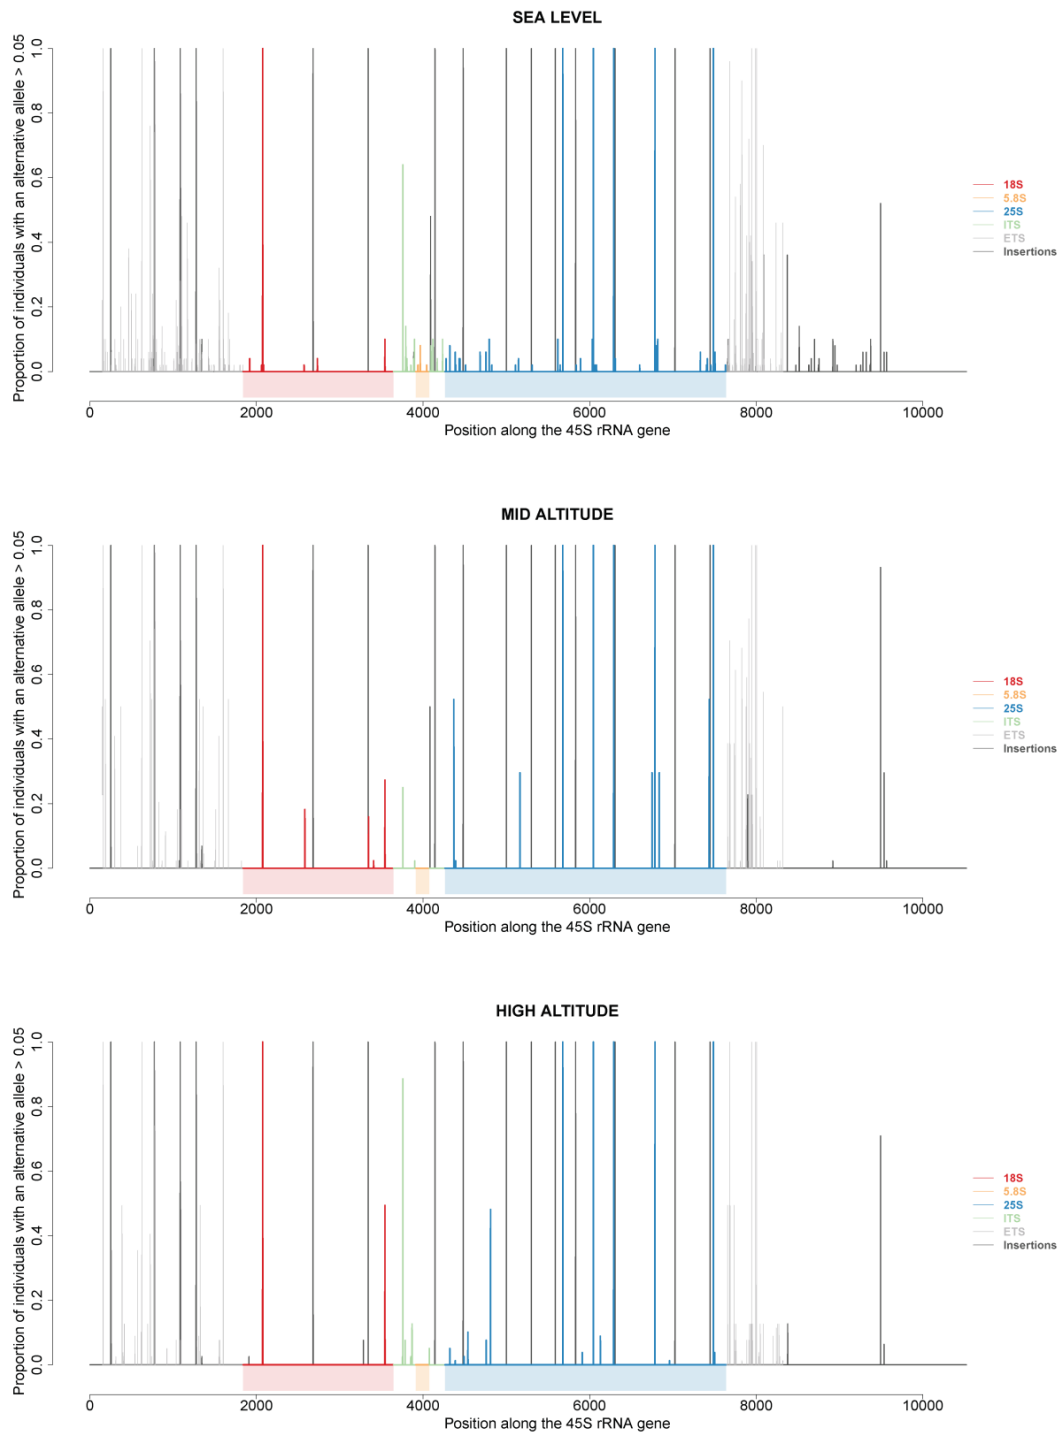 SEA LEVEL
Proportion of individuals with an alternative allele > 0.05
1.0
0.8
0.6
0.4
0.2
0.0
0 2000 4000 6000 8000 10000
Position along the 45S rRNA gene
18S
5.8S
25S
ITS
ETS
Insertions
MID ALTITUDE
Proportion of individuals with an alternative allele > 0.05
1.0
0.8
0.6
0.4
0.2
0.0
0 2000 4000 6000 8000 10000
Position along the 45S rRNA gene
18S
5.8S
25S
ITS
ETS
Insertions
HIGH ALTITUDE
Proportion of individuals with an alternative allele > 0.05
1.0
0.8
0.6
0.4
0.2
0.0
0 2000 4000 6000 8000 10000
Position along the 45S rRNA gene
18S
5.8S
25S
ITS
ETS
Insertions